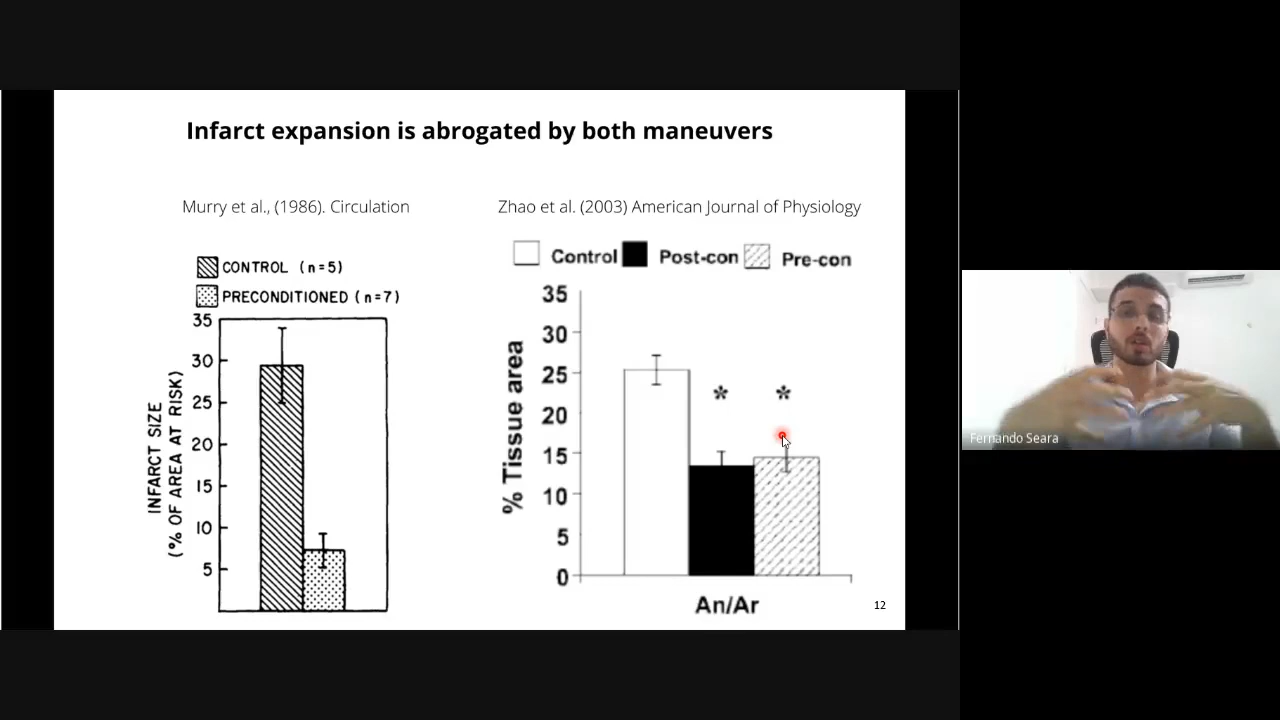 Infarct expansion is abrogated by both maneuvers
Murry et al., (1986). Circulation
CONTROL (n=5)
PRECONDITIONED (n=7)
INFARCT SIZE
(% OF AREA AT RISK)
35
30
25
20
15
10
5
Zhao et al. (2003) American Journal of Physiology
Control Post-con Pre-con
% Tissue area
35
30
25
20
15
10
5
0
* *
An/Ar
12
Fernando Seara